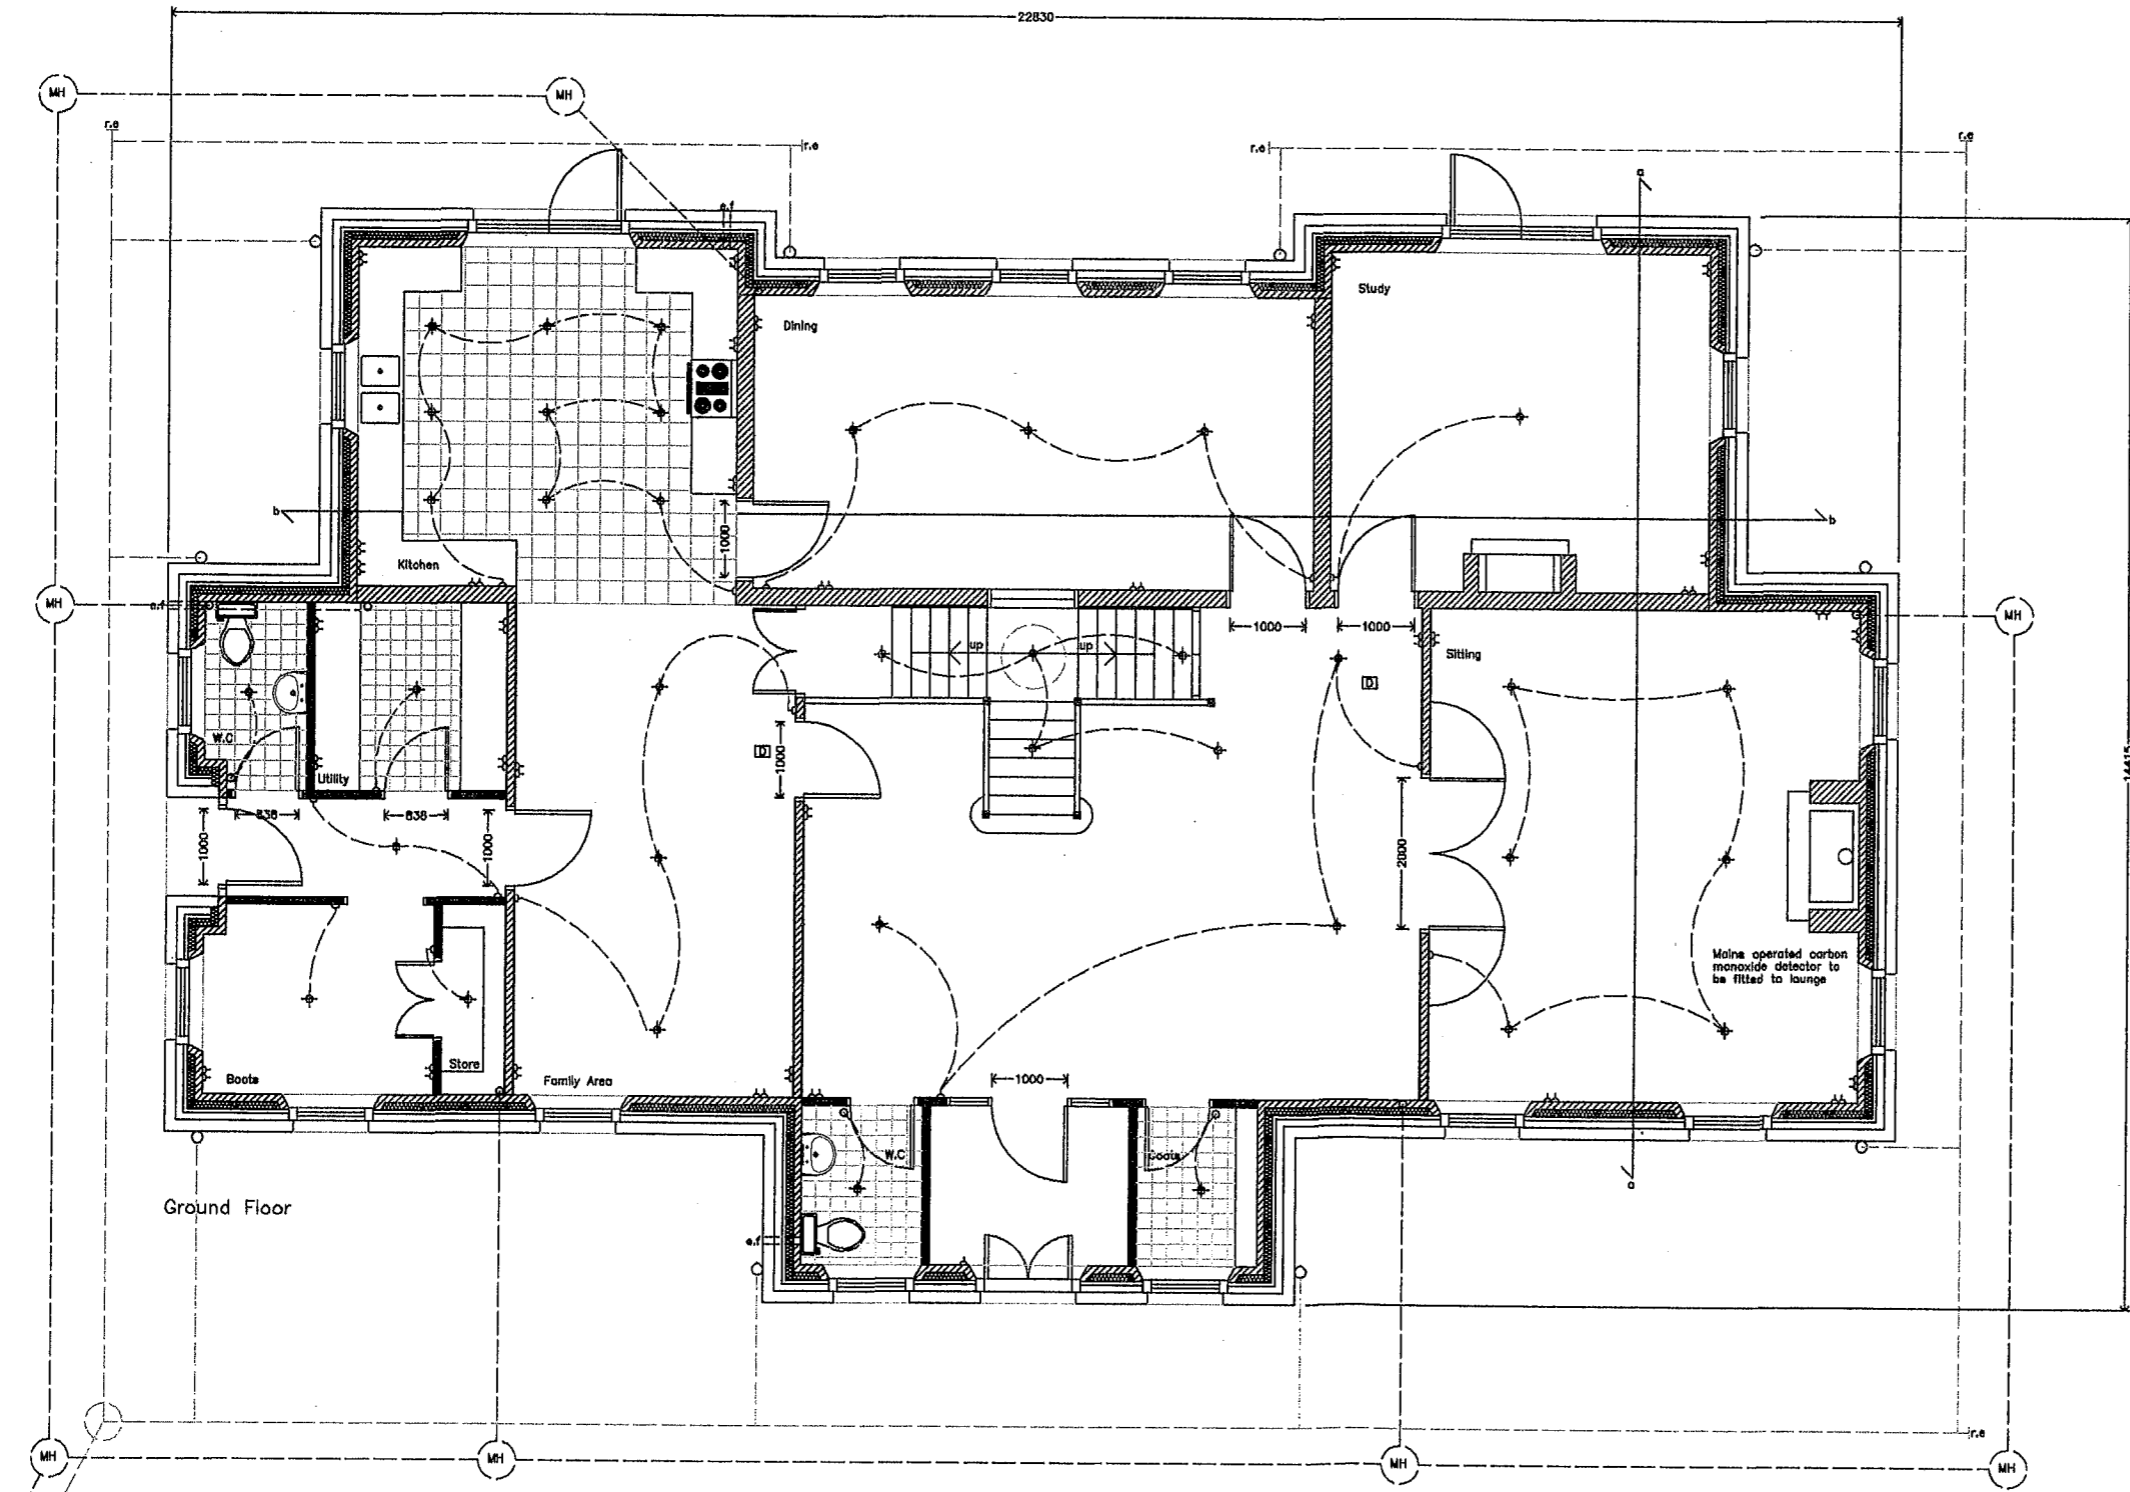 22830
MH
MH
r.e
r.e
r.e
r.e
a
e.f
Study
Dining
b
b
1000
Kitchen
MH
e.f
MH
1000
1000
up
up
Sitting
D
W.C
D
1000
Utility
14415
838
838
1000
1000
2000
Mains operated carbon
monoxide detector to
be fitted to lounge
Store
Boots
Family Area
1000
W.C
Coats
a
Ground Floor
e.f
r.e
MH
MH
MH
MH